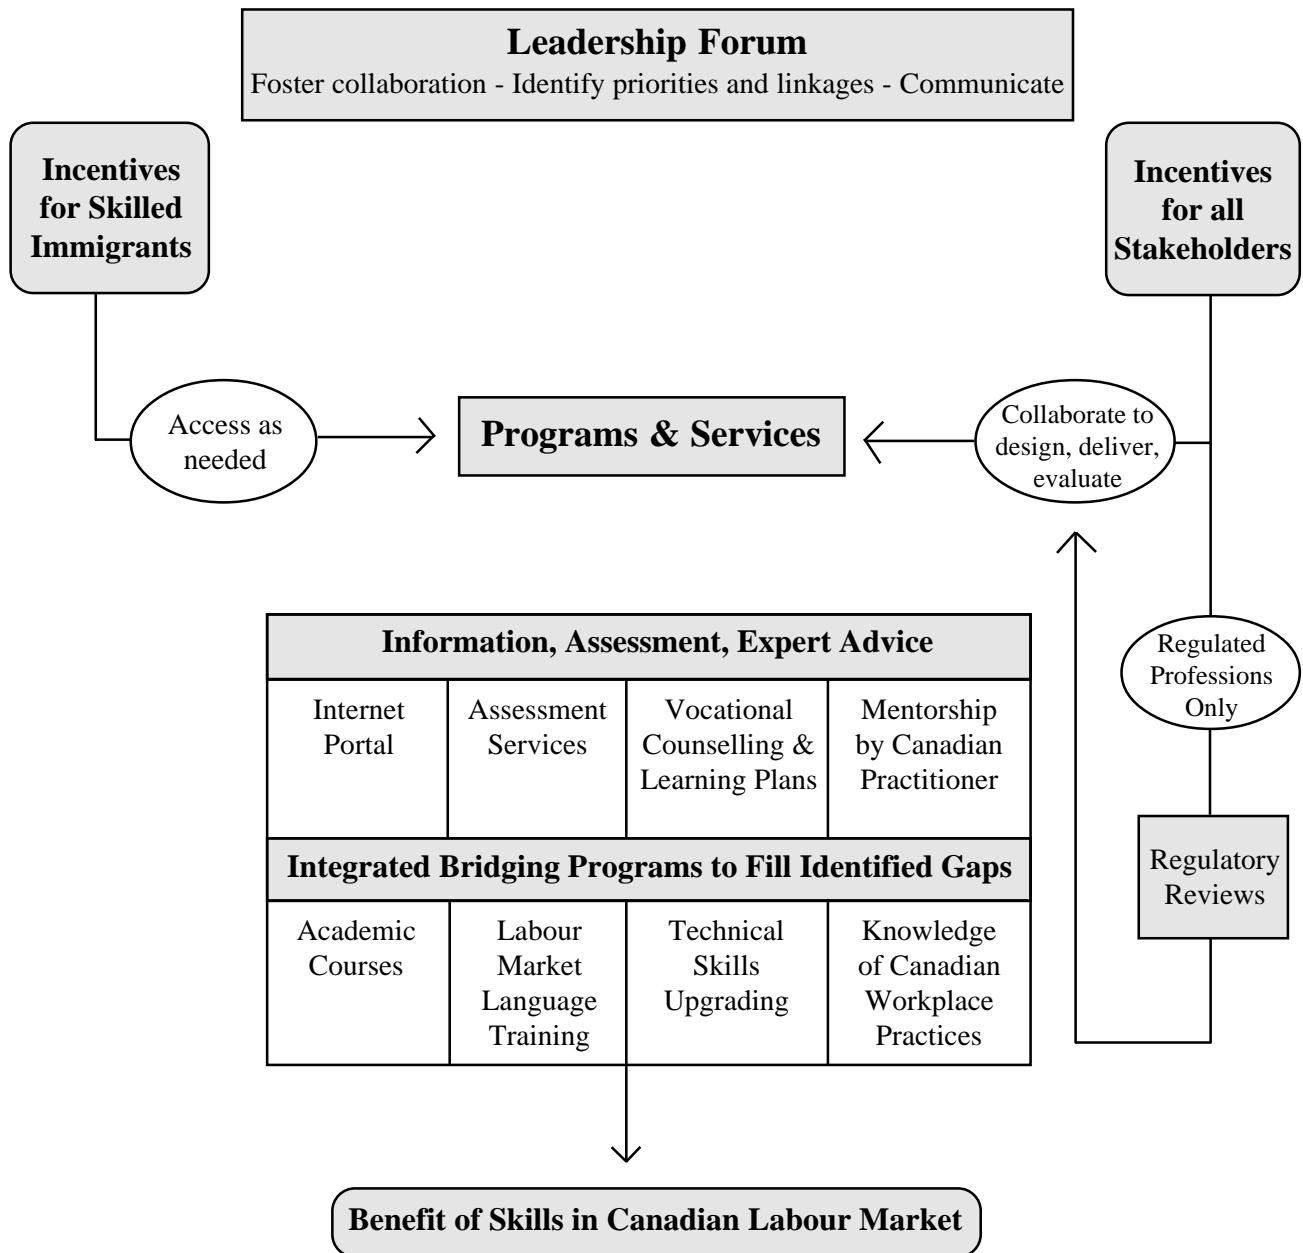 Leadership Forum
Foster collaboration - Identify priorities and linkages - Communicate
Incentives
for Skilled
Immigrants
Incentives
for all
Stakeholders
Access as
needed
Programs & Services
Collaborate to
design, deliver,
evaluate
Regulated
Professions
Only
Regulatory
Reviews
Information, Assessment, Expert Advice
Internet
Portal
Assessment
Services
Vocational
Counselling &
Learning Plans
Mentorship
by Canadian
Practitioner
Integrated Bridging Programs to Fill Identified Gaps
Academic
Courses
Labour
Market
Language
Training
Technical
Skills
Upgrading
Knowledge
of Canadian
Workplace
Practices
Benefit of Skills in Canadian Labour Market